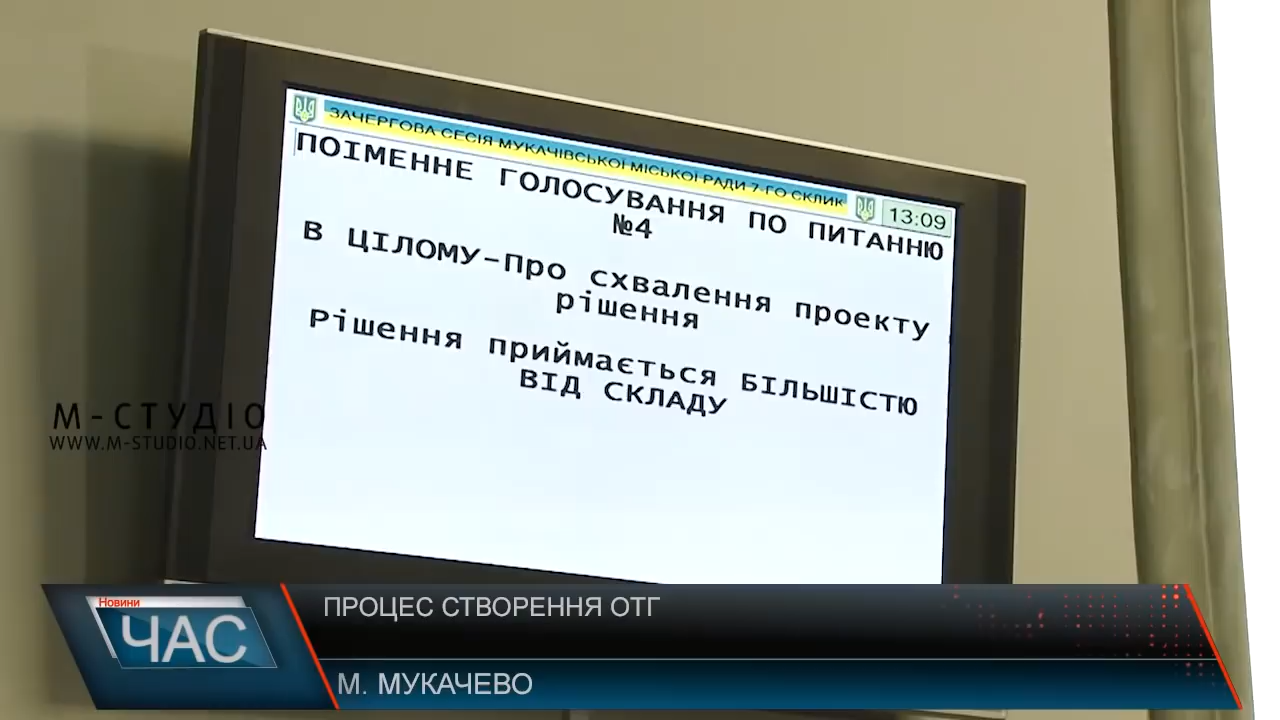 ЗАЧЕРГОВА СЕСІЯ МУКАЧІВСЬКОЇ МІСЬКОЇ РАДИ 7-ГО СКЛИК
13:09
ПОІМЕННЕ ГОЛОСУВАННЯ ПО ПИТАННЮ
№4
В ЦІЛОМУ-Про схвалення проекту
рішення
Рішення приймається БІЛЬШІСТЮ
ВІД СКЛАДУ
М-СТУДІО
WWW.M-STUDIO.NET.UA
Новини
ЧАС
ПРОЦЕС СТВОРЕННЯ ОТГ
М. МУКАЧЕВО